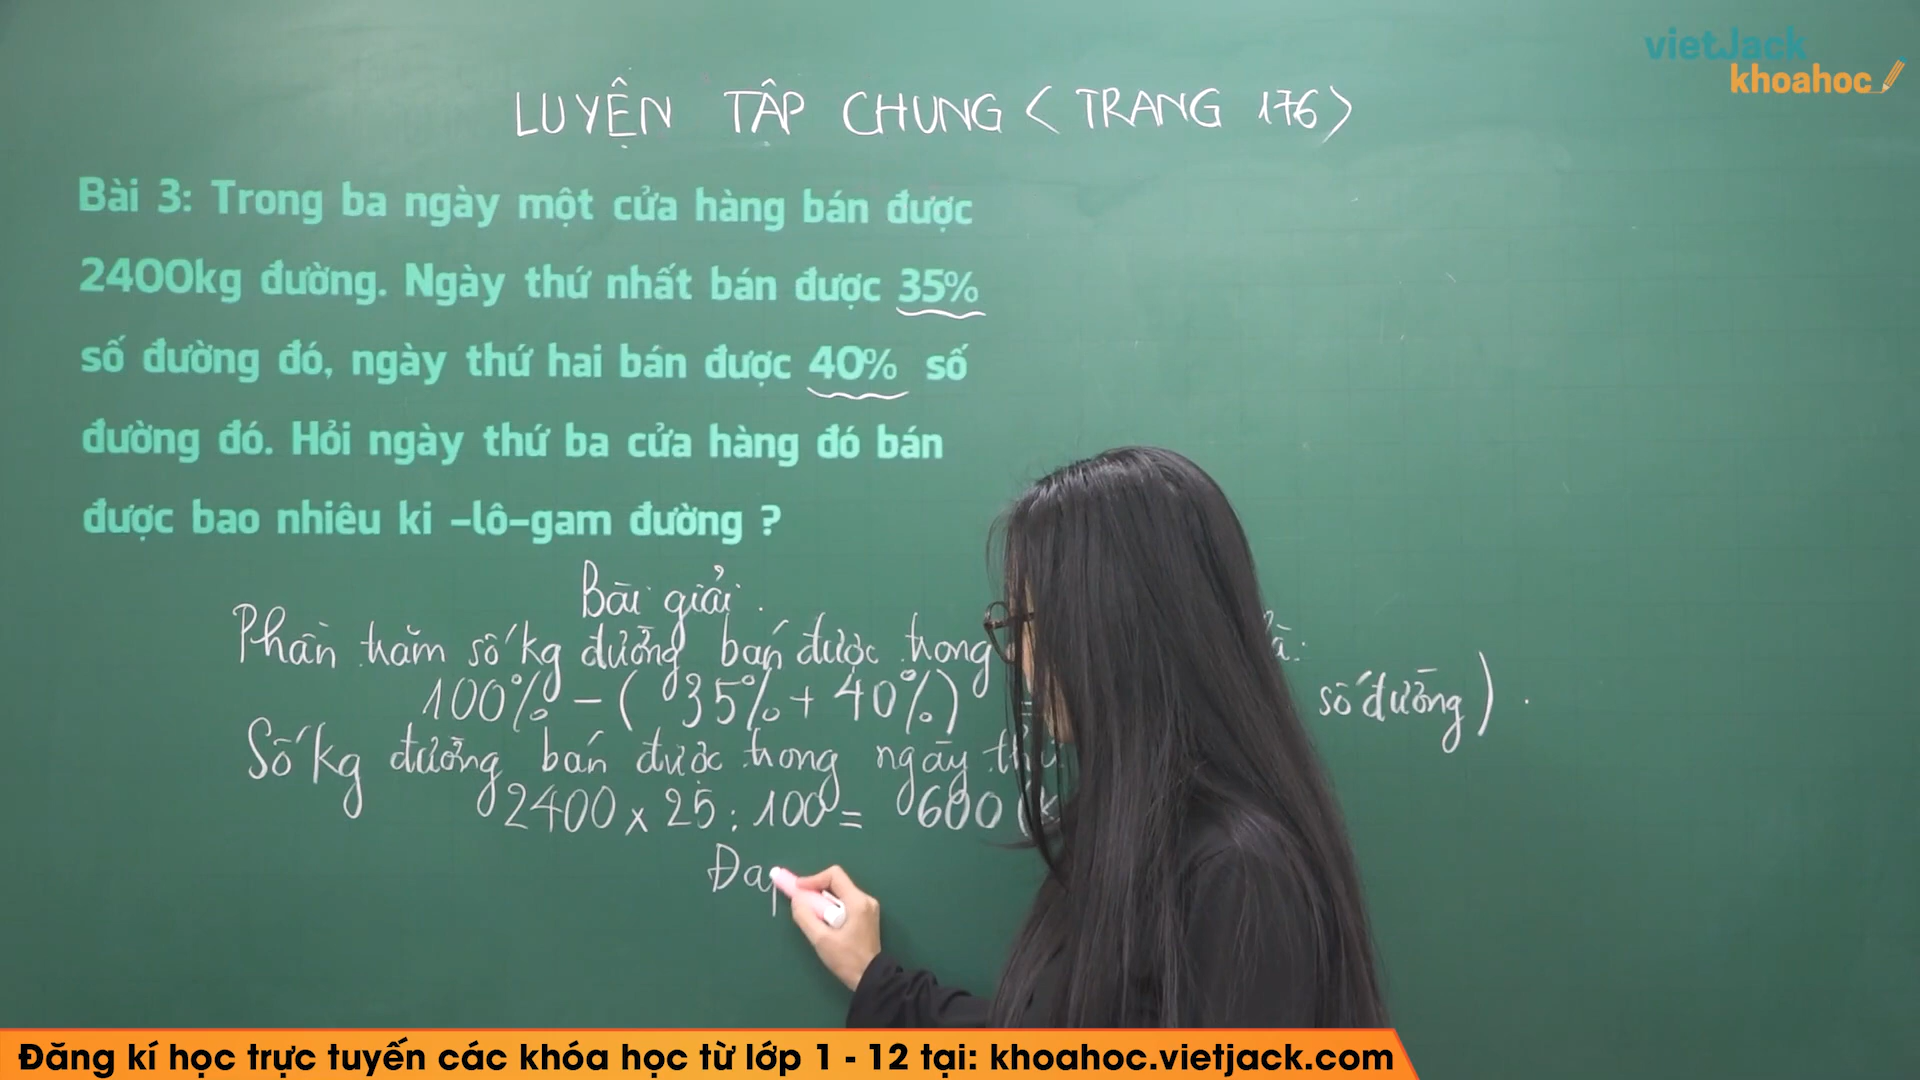 vietJack
khoahoc
LUYỆN TẬP CHUNG < TRANG 176 >
Bài 3: Trong ba ngày một cửa hàng bán được
2400kg đường. Ngày thứ nhất bán được 35%
số đường đó, ngày thứ hai bán được 40% số
đường đó. Hỏi ngày thứ ba cửa hàng đó bán
được bao nhiêu ki -lô-gam đường ?
Bài giải.
Phần trăm số kg đường bán được trong
100% - ( 35% + 40% ) = số đường ) .
Số kg đường bán được trong ngày thứ
2400 x 25 : 100 = 600 (k
Đap
Đăng kí học trực tuyến các khóa học từ lớp 1 - 12 tại: khoahoc.vietjack.com